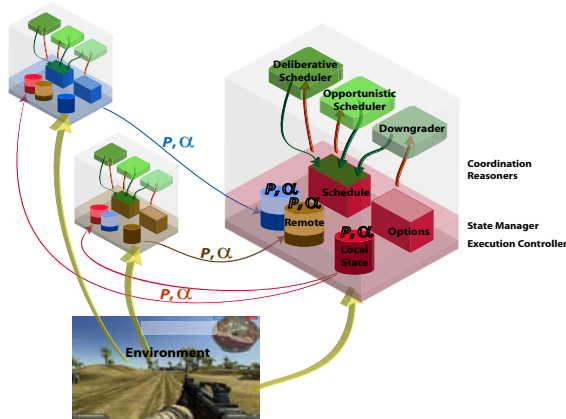 Deliberative
Scheduler
Opportunistic
Scheduler
Downgrader
P, α
Coordination
Reasoners
Schedule
P, α
P, α
Remote
State Manager
Options
P, α
Execution Controller
Local
State
P, α
P, α
Environment